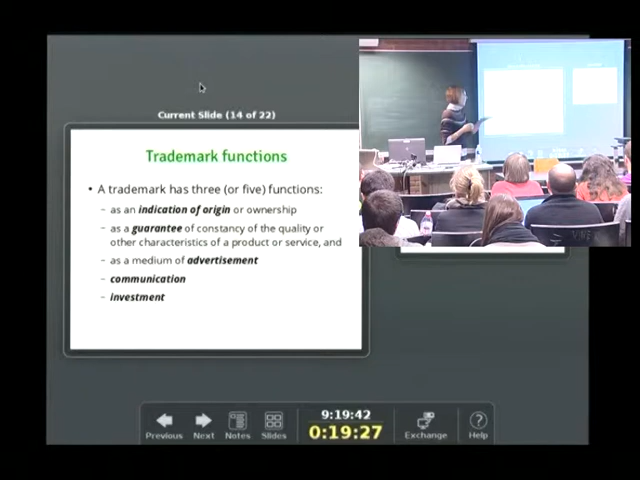 Current Slide (14 of 22)
Trademark functions
• A trademark has three (or five) functions:
– as an indication of origin or ownership
– as a guarantee of constancy of the quality or
other characteristics of a product or service, and
– as a medium of advertisement
– communication
– investment
9:19:42
0:19:27
Previous
Next
Notes
Slides
Exchange
Help